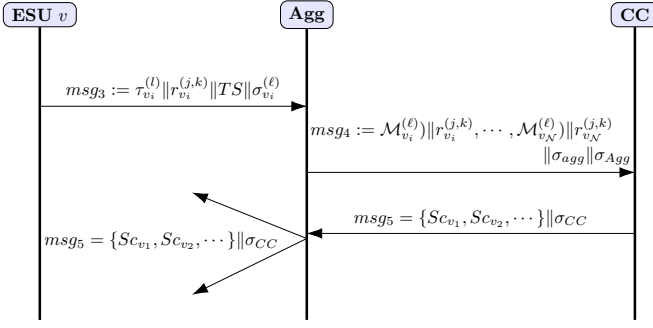 ESU v
Agg
CC
msg_3 := τ_{v_i}^{(l)}‖r_{v_i}^{(j,k)}‖TS‖σ_{v_i}^{(ℓ)}
msg_4 := ℳ_{v_i}^{(ℓ)})‖r_{v_i}^{(j,k)}, ⋯ , ℳ_{v_𝒩}^{(ℓ)})‖r_{v_𝒩}^{(j,k)}
‖σ_{agg}‖σ_{Agg}
msg_5 = {Sc_{v_1}, Sc_{v_2}, ⋯}‖σ_{CC}
msg_5 = {Sc_{v_1}, Sc_{v_2}, ⋯}‖σ_{CC}